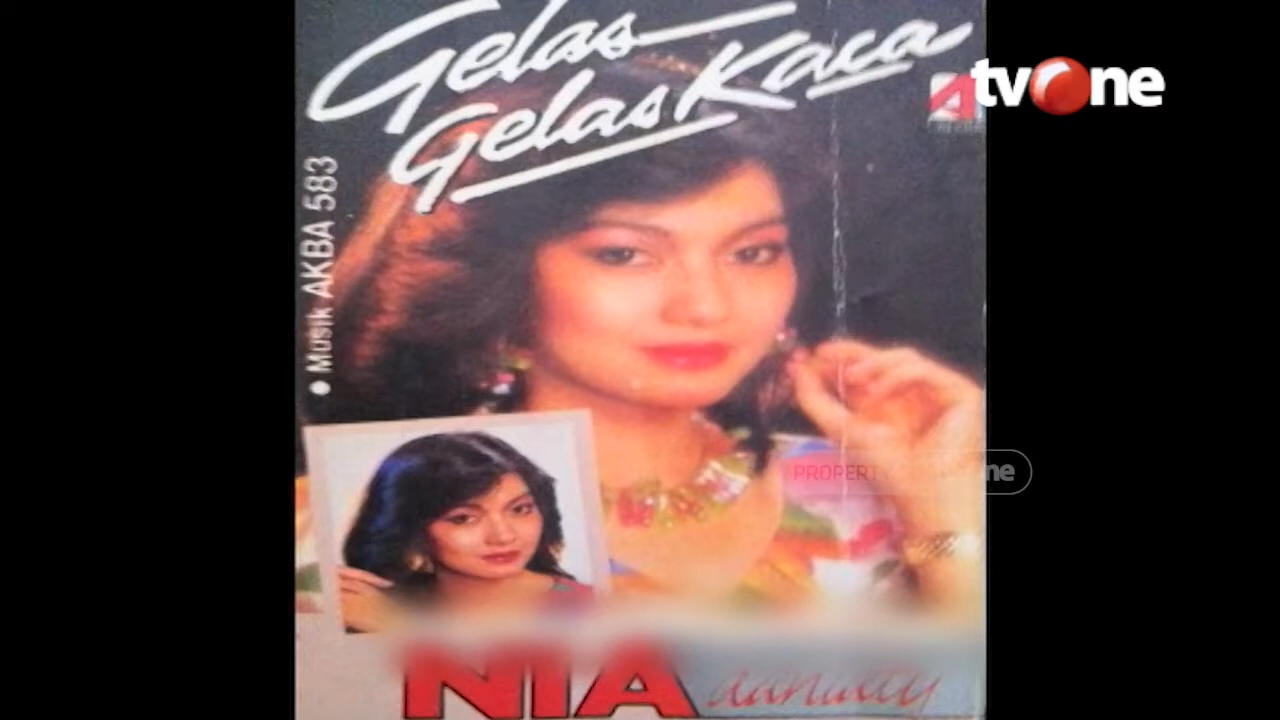 Gelas
Gelas Kaca
tvOne
• Musik AKBA 583
NIA